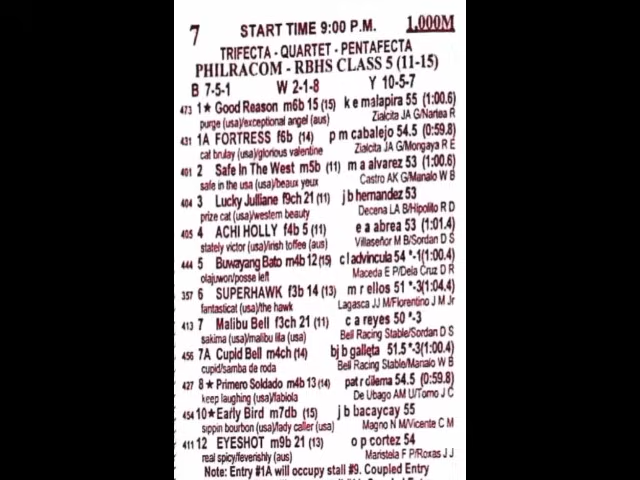 7 START TIME 9:00 P.M. 1,000M
TRIFECTA - QUARTET - PENTAFECTA
PHILRACOM - RBHS CLASS 5 (11-15)
B 7-5-1 W 2-1-8 Y 10-5-7
473 1★ Good Reason m6b 15 (15) k e malapira 55 (1:00.6)
purge (usa)/exceptional angel (aus) Zialcita JA G/Nartea R
431 1A FORTRESS f6b (14) p m cabalejo 54.5 (0:59.8)
cat brulay (usa)/glorious valentine Zialcita JA G/Mongaya R E
401 2 Safe In The West m5b (11) m a alvarez 53 (1:00.6)
safe in the usa (usa)/beaux yeux Castro AK G/Manalo W B
404 3 Lucky Julliane f9ch 21 (11) j b hernandez 53
prize cat (usa)/western beauty Decena LA B/Hipolito R D
405 4 ACHI HOLLY f4b 5 (11) e a abrea 53 (1:01.4)
stately victor (usa)/irish toffee (aus) Villaseñor M B/Sordan D S
444 5 Buwayang Bato m4b 12 (15) c l advincula 54 *-1(1:00.4)
olajuwon/posse left Maceda E P/Dela Cruz D R
357 6 SUPERHAWK f3b 14 (13) m r ellos 51 *-3(1:04.4)
fantasticat (usa)/the hawk Lagasca JJ M/Florentino J M Jr
413 7 Malibu Bell f3ch 21 (11) c a reyes 50 *-3
sakima (usa)/malibu lila (usa) Bell Racing Stable/Sordan D S
456 7A Cupid Bell m4ch (14) bj b galleta 51.5 *-3(1:00.4)
cupid/samba de roda Bell Racing Stable/Manalo W B
427 8★ Primero Soldado m4b 13 (14) pat r dilema 54.5 (0:59.8)
keep laughing (usa)/fabiola De Ubago AM U/Tomo J C
454 10★Early Bird m7db (15) j b bacaycay 55
sippin bourbon (usa)/lady caller (usa) Magno N M/Vicente C M
411 12 EYESHOT m9b 21 (13) o p cortez 54
real spicy/feverishly (aus) Maristela F P/Roxas J J
Note: Entry #1A will occupy stall #9. Coupled Entry